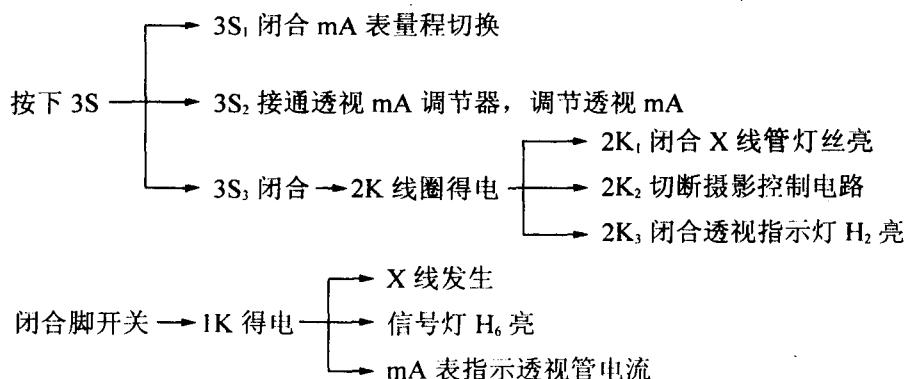 3S₁ 闭合 mA 表量程切换
按下 3S
3S₂ 接通透视 mA 调节器，调节透视 mA
2K₁ 闭合 X 线管灯丝亮
3S₃ 闭合 2K 线圈得电
2K₂ 切断摄影控制电路
2K₃ 闭合透视指示灯 H₂ 亮
X 线发生
闭合脚开关 1K 得电
信号灯 H₆ 亮
mA 表指示透视管电流